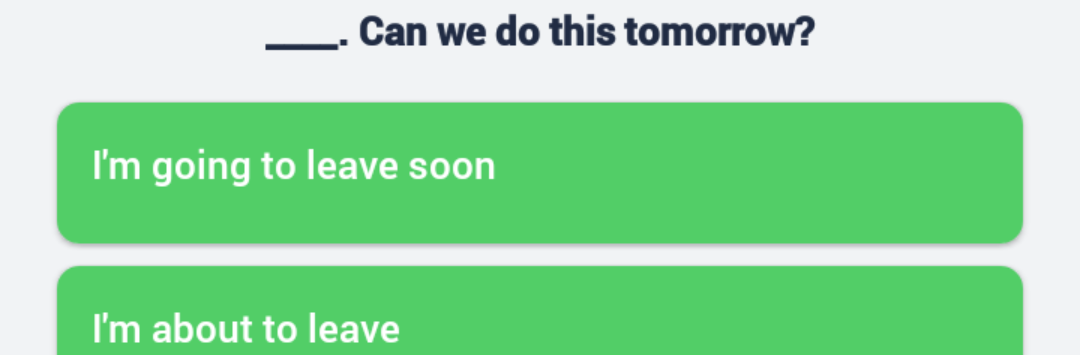 ____. Can we do this tomorrow?
I'm going to leave soon
I'm about to leave